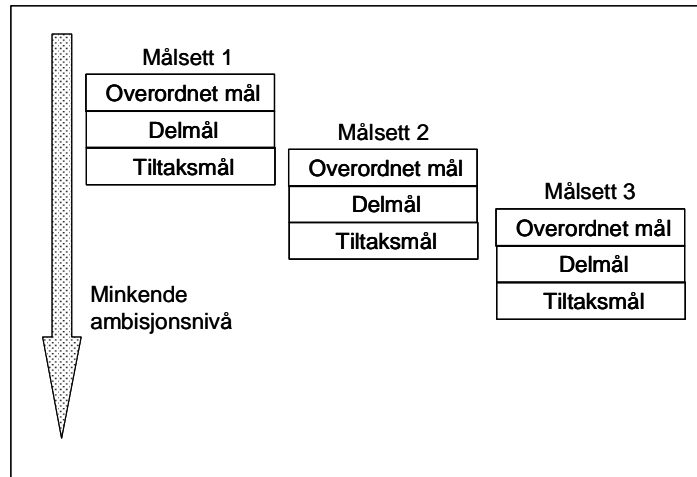 Målsett 1
Overordnet mål
Delmål
Tiltaksmål
Målsett 2
Overordnet mål
Delmål
Tiltaksmål
Målsett 3
Overordnet mål
Delmål
Tiltaksmål
Minkende
ambisjonsnivå